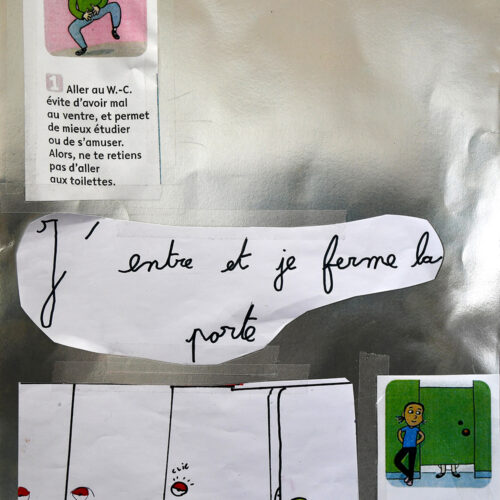 1 Aller au W.-C.
évite d'avoir mal
au ventre, et permet
de mieux étudier
ou de s'amuser.
Alors, ne te retiens
pas d'aller
aux toilettes.
J'entre et je ferme la
porte
CLIC